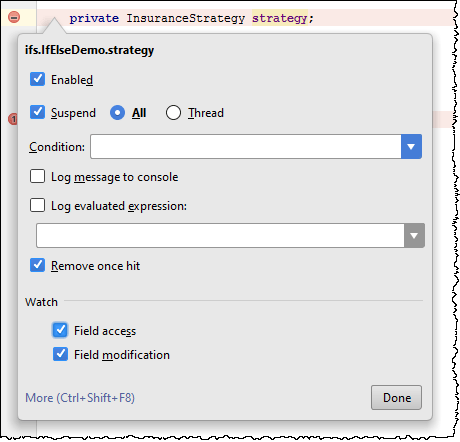 private InsuranceStrategy strategy;
ifs.IfElseDemo.strategy
Enabled
Suspend All Thread
Condition:
Log message to console
Log evaluated expression:
Remove once hit
Watch
Field access
Field modification
More (Ctrl+Shift+F8) Done